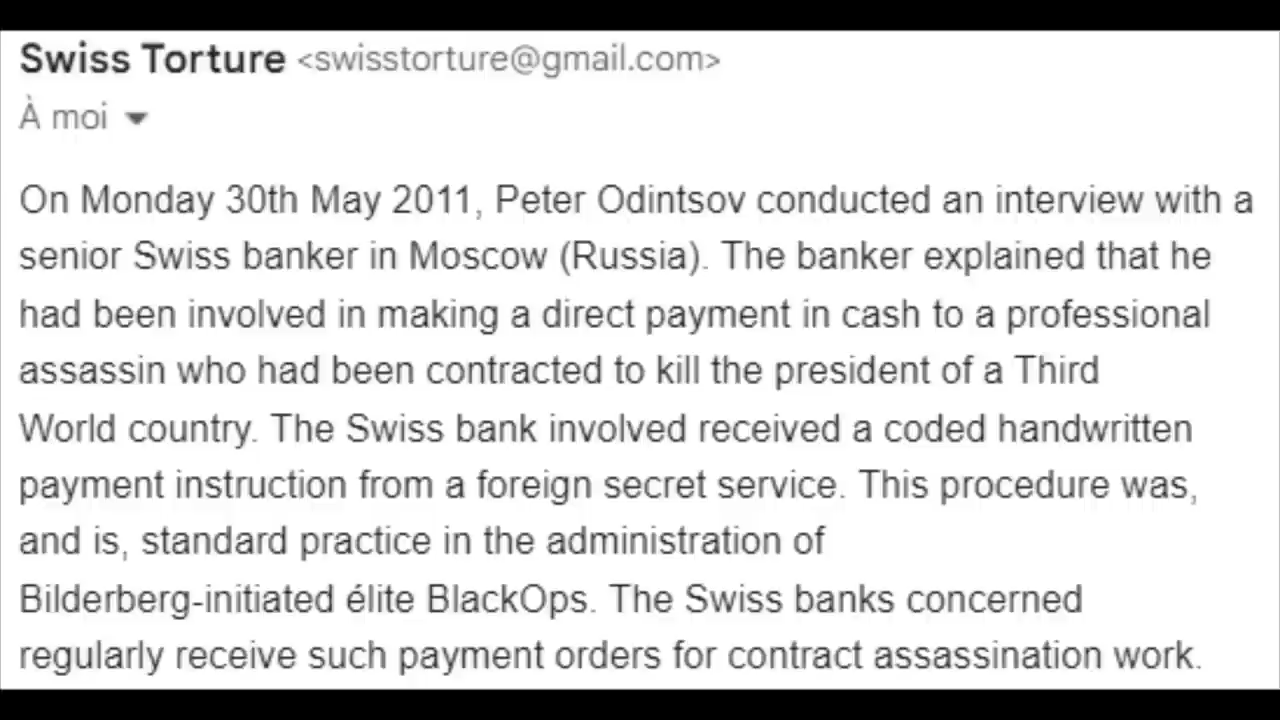 Swiss Torture <swisstorture@gmail.com>
À moi
On Monday 30th May 2011, Peter Odintsov conducted an interview with a
senior Swiss banker in Moscow (Russia). The banker explained that he
had been involved in making a direct payment in cash to a professional
assassin who had been contracted to kill the president of a Third
World country. The Swiss bank involved received a coded handwritten
payment instruction from a foreign secret service. This procedure was,
and is, standard practice in the administration of
Bilderberg-initiated élite BlackOps. The Swiss banks concerned
regularly receive such payment orders for contract assassination work.